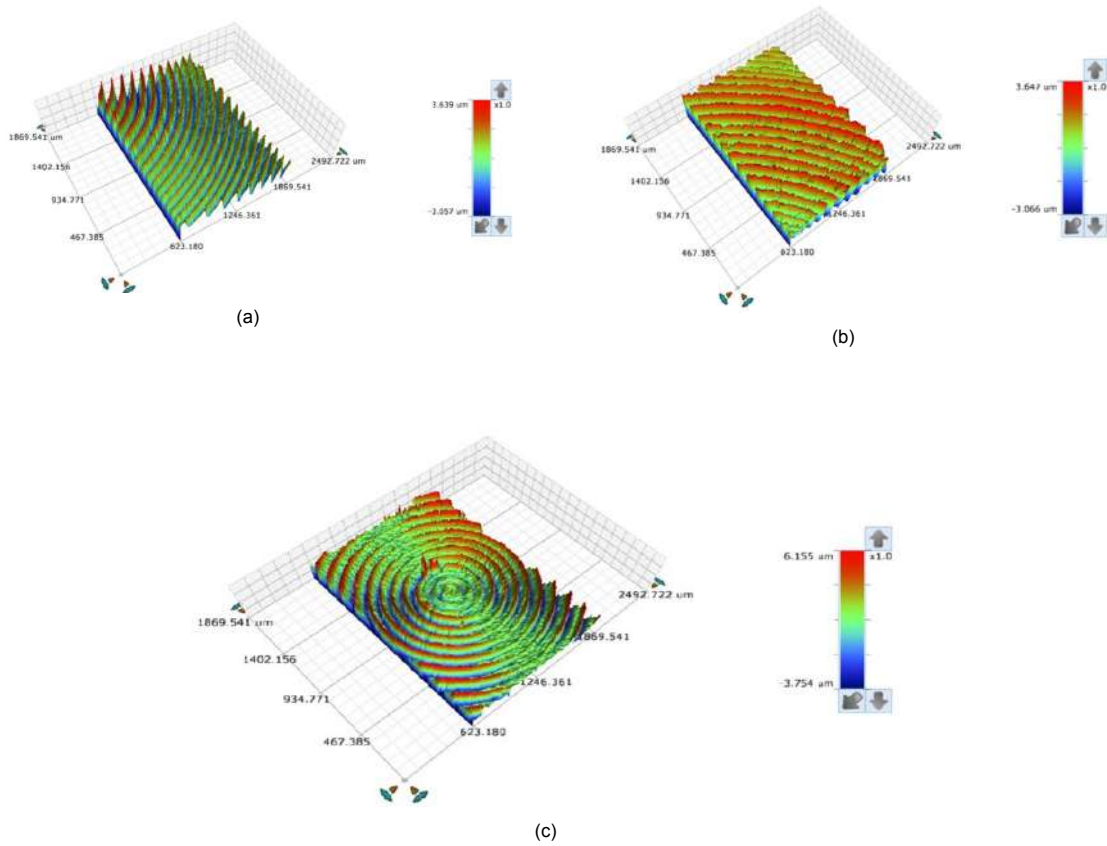 3.639 um x1.0
-3.057 um
1869.541 um
1402.156
934.771
467.385
623.180
1246.361
1869.541
2492.722 um
(a)
3.647 um x1.0
-3.066 um
1869.541 um
1402.156
934.771
467.385
623.180
1246.361
1869.541
2492.722 um
(b)
6.155 um x1.0
-3.754 um
1869.541 um
1402.156
934.771
467.385
623.180
1246.361
1869.541
2492.722 um
(c)